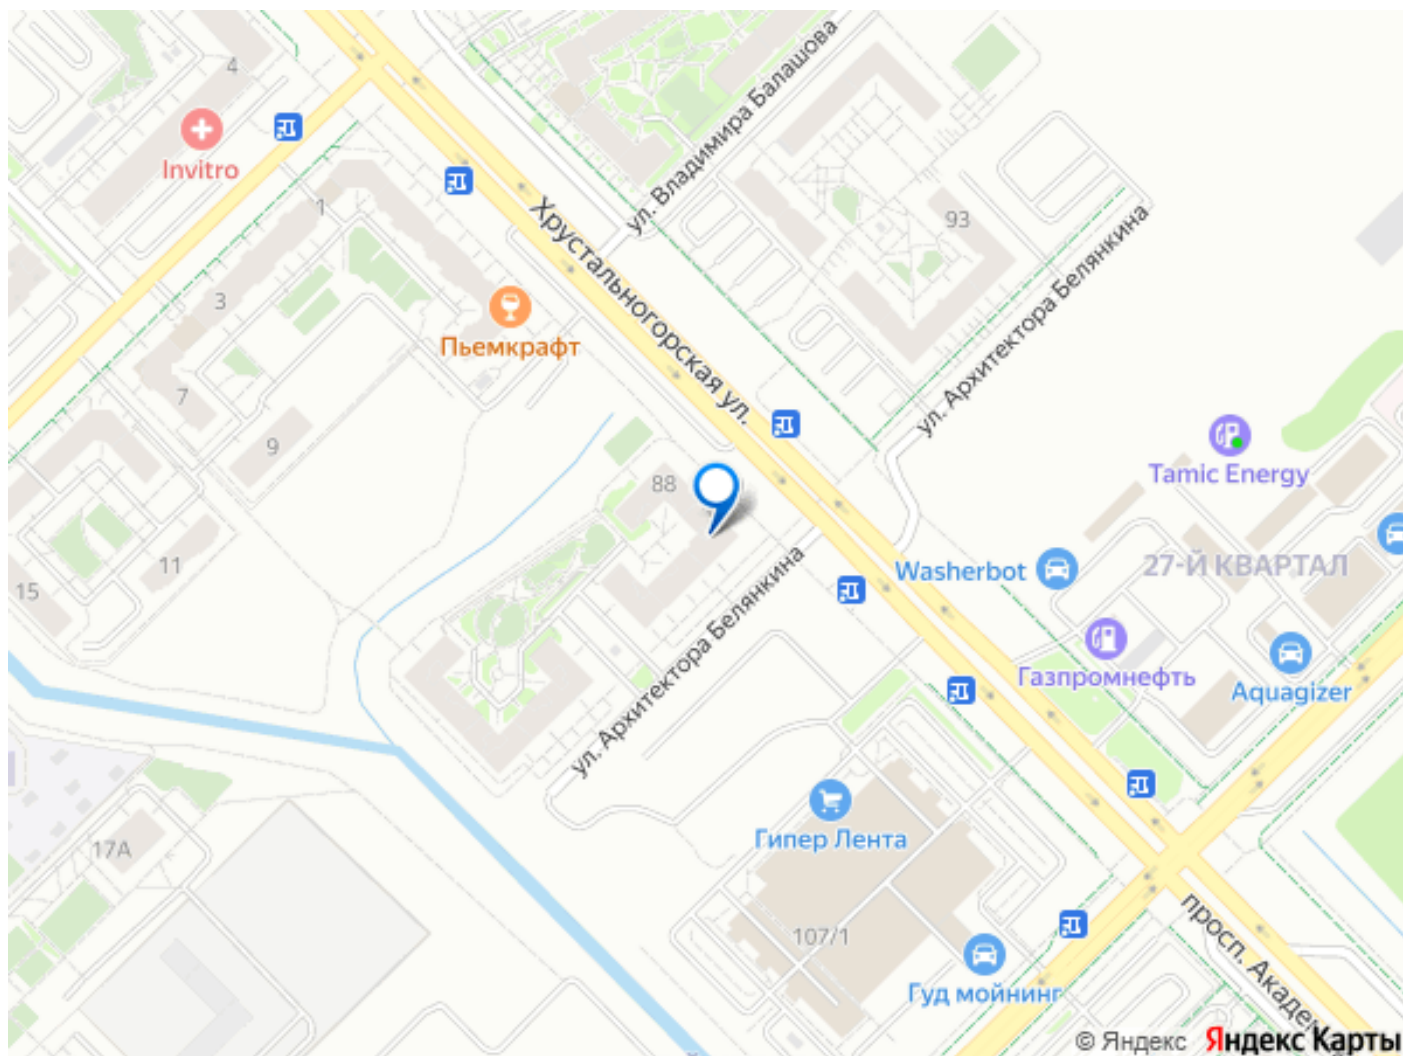 4
ул. Владимира Балашова
Invitro
1
93
Хрустальногорская ул.
ул. Архитектора Белянкина
3
Пьемкрафт
7
9
Tamic Energy
88
11
15
ул. Архитектора Белянкина
Washerbot
27-Й КВАРТАЛ
Газпромнефть
Aquagizer
Гипер Лента
17А
107/1
Гуд мойнинг
просп. Академ
© Яндекс Яндекс Карты